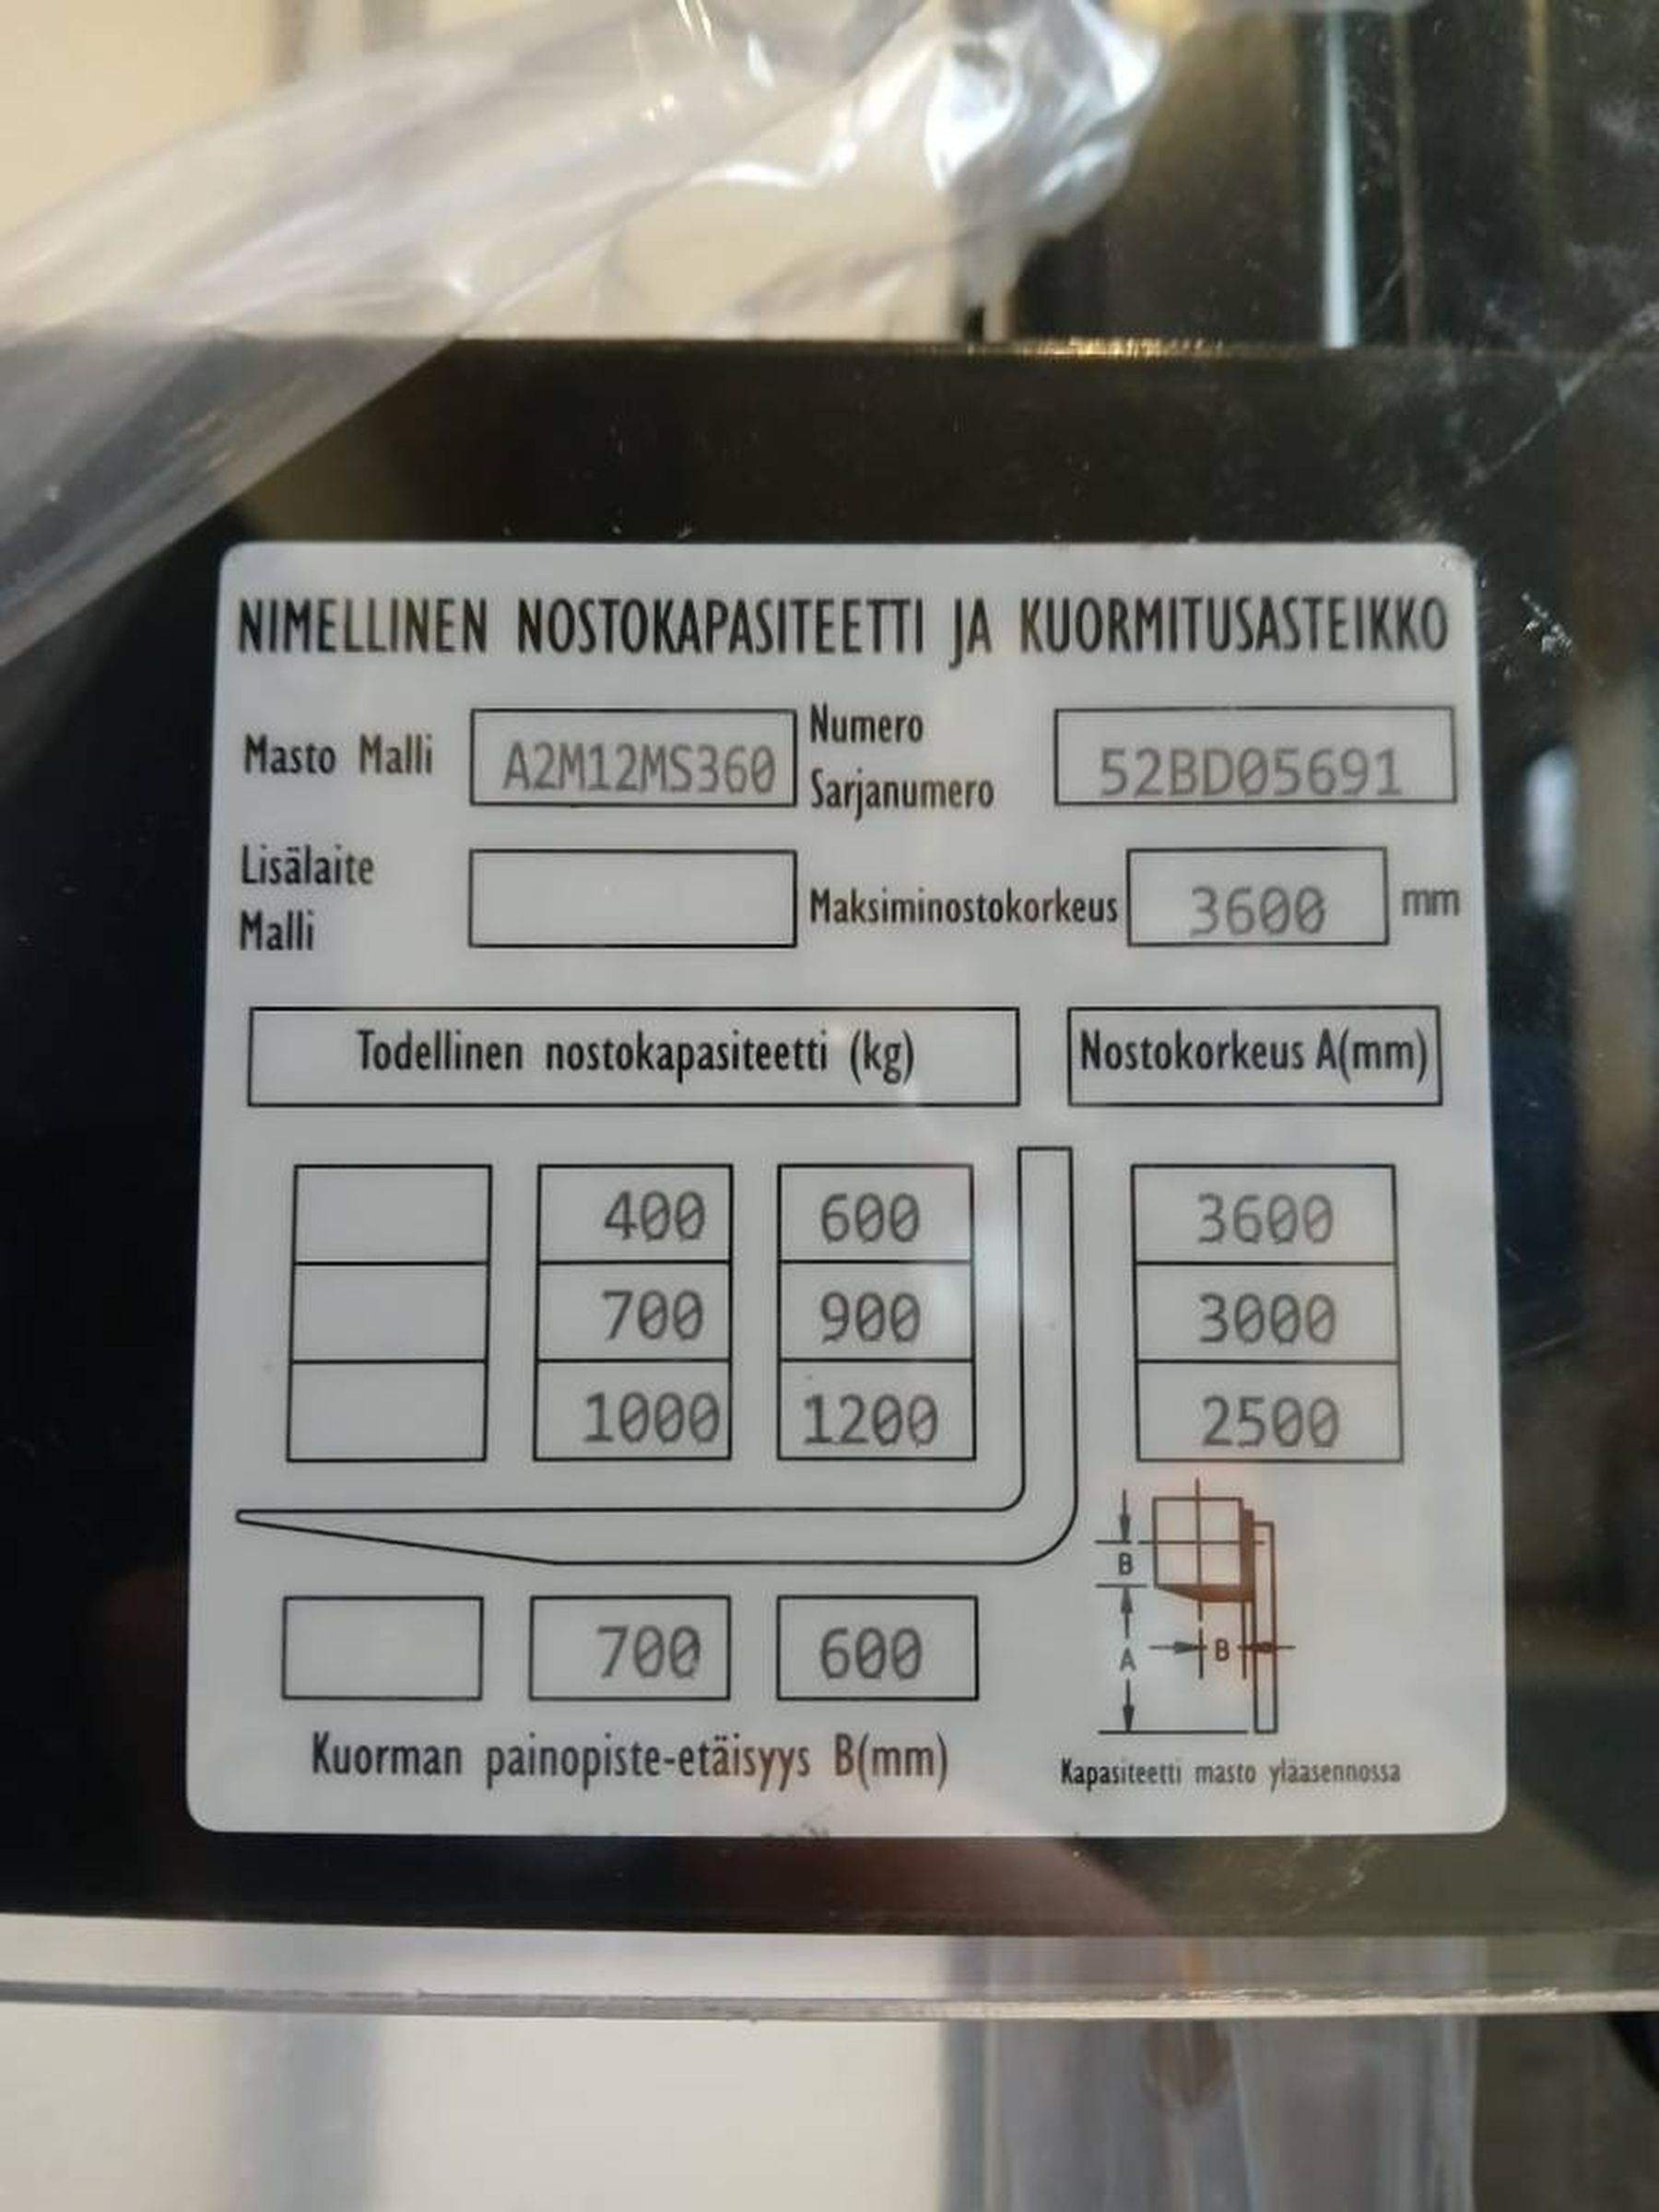 NIMELLINEN NOSTOKAPASITEETTI JA KUORMITUSASTEIKKO
Masto Malli A2M12MS360 Numero Sarjanumero 52BD05691
Lisälaite Malli
Maksiminostokorkeus 3600 mm
Todellinen nostokapasiteetti (kg) Nostokorkeus A(mm)
400 600 3600
700 900 3000
1000 1200 2500
B
A
B
700 600
Kuorman painopiste-etäisyys B(mm)
Kapasiteetti masto yläasennossa